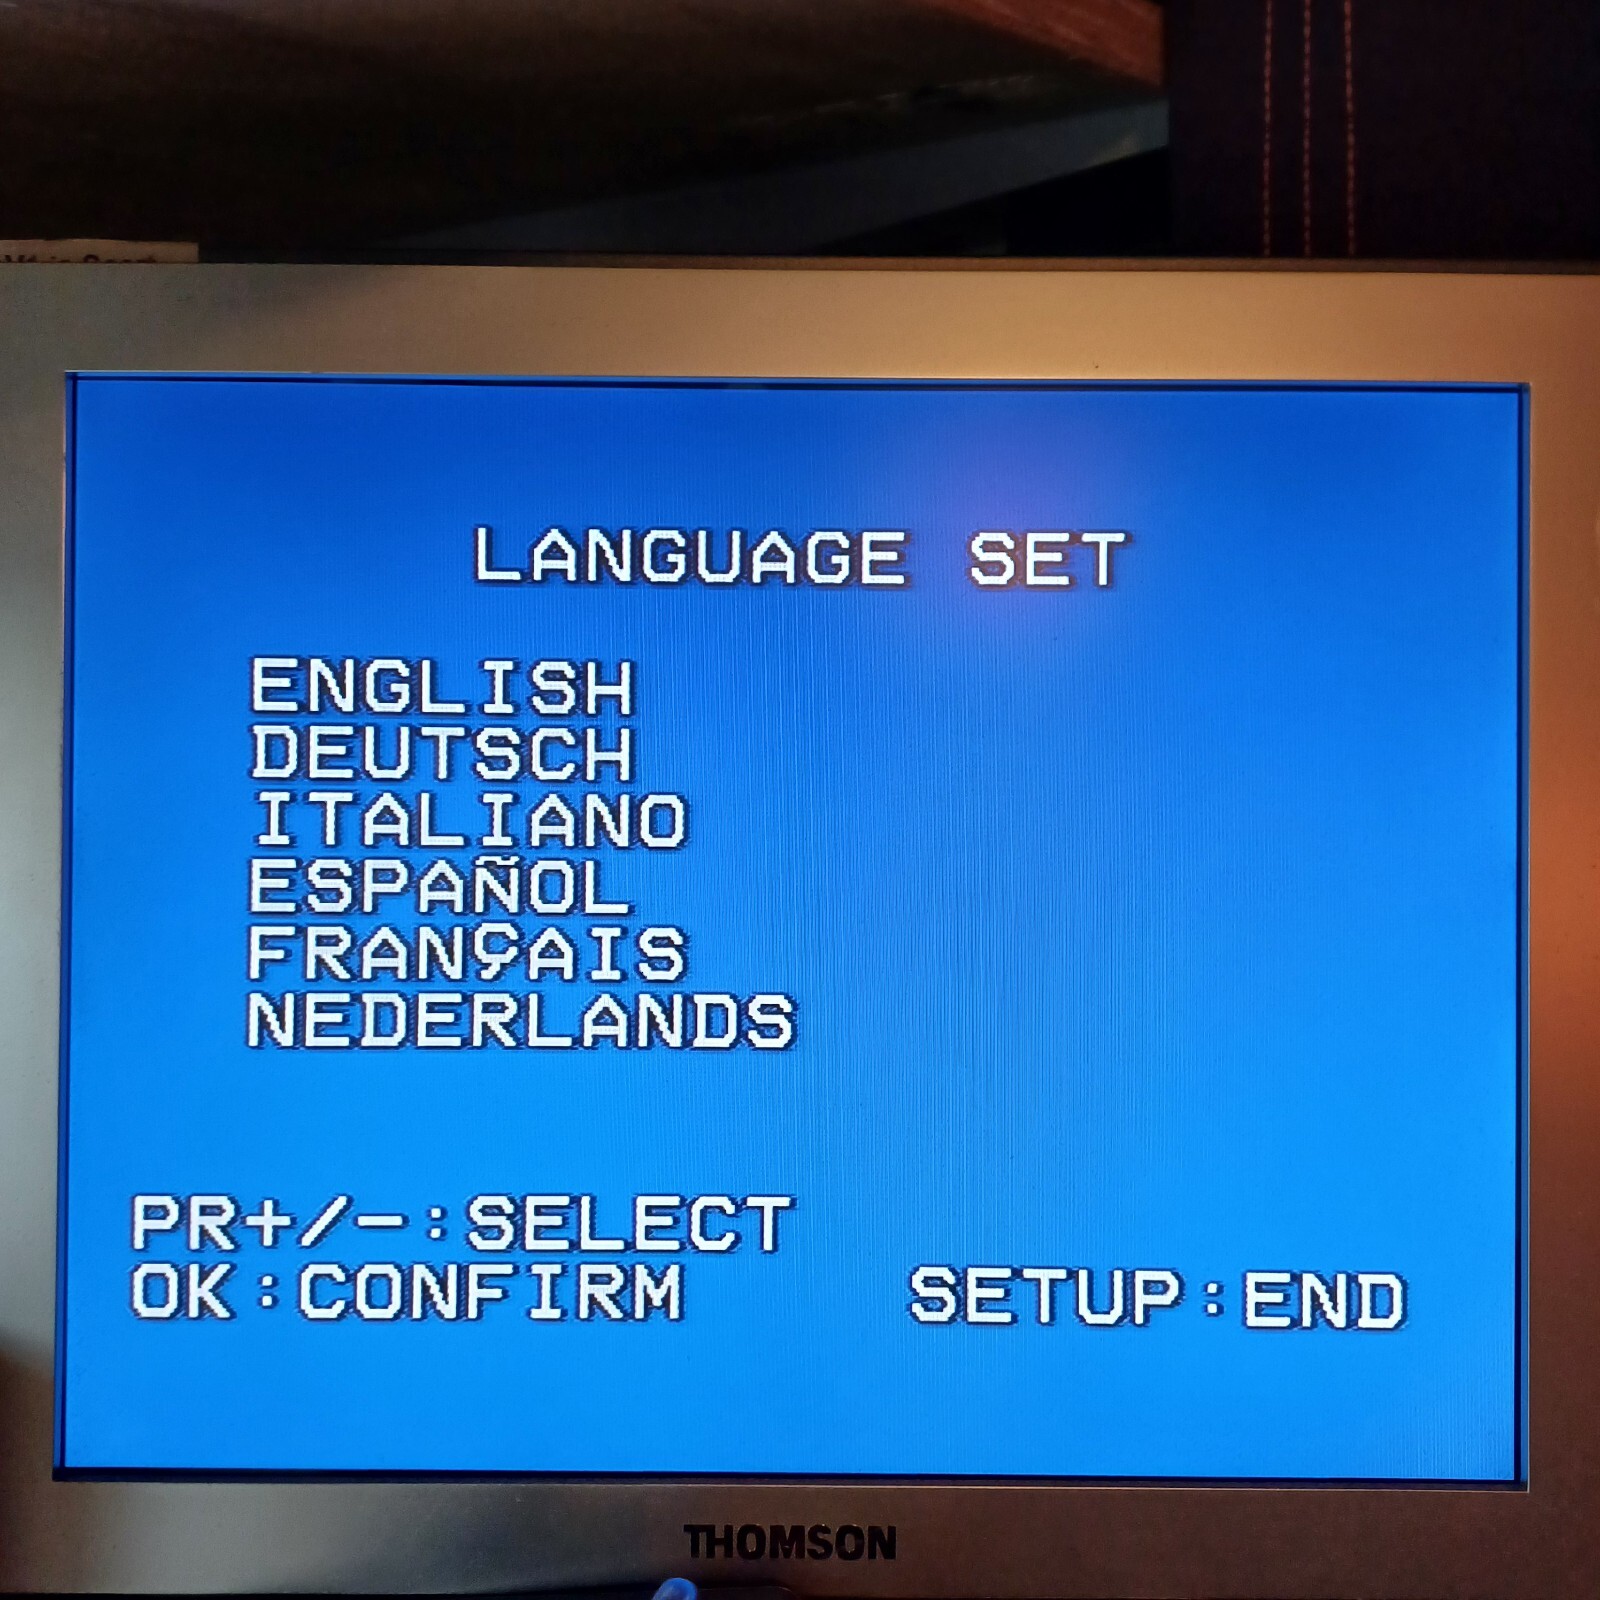 LANGUAGE SET
ENGLISH
DEUTSCH
ITALIANO
ESPAÑOL
FRANÇAIS
NEDERLANDS
PR+/-:SELECT
OK:CONFIRM
SETUP:END
THOMSON